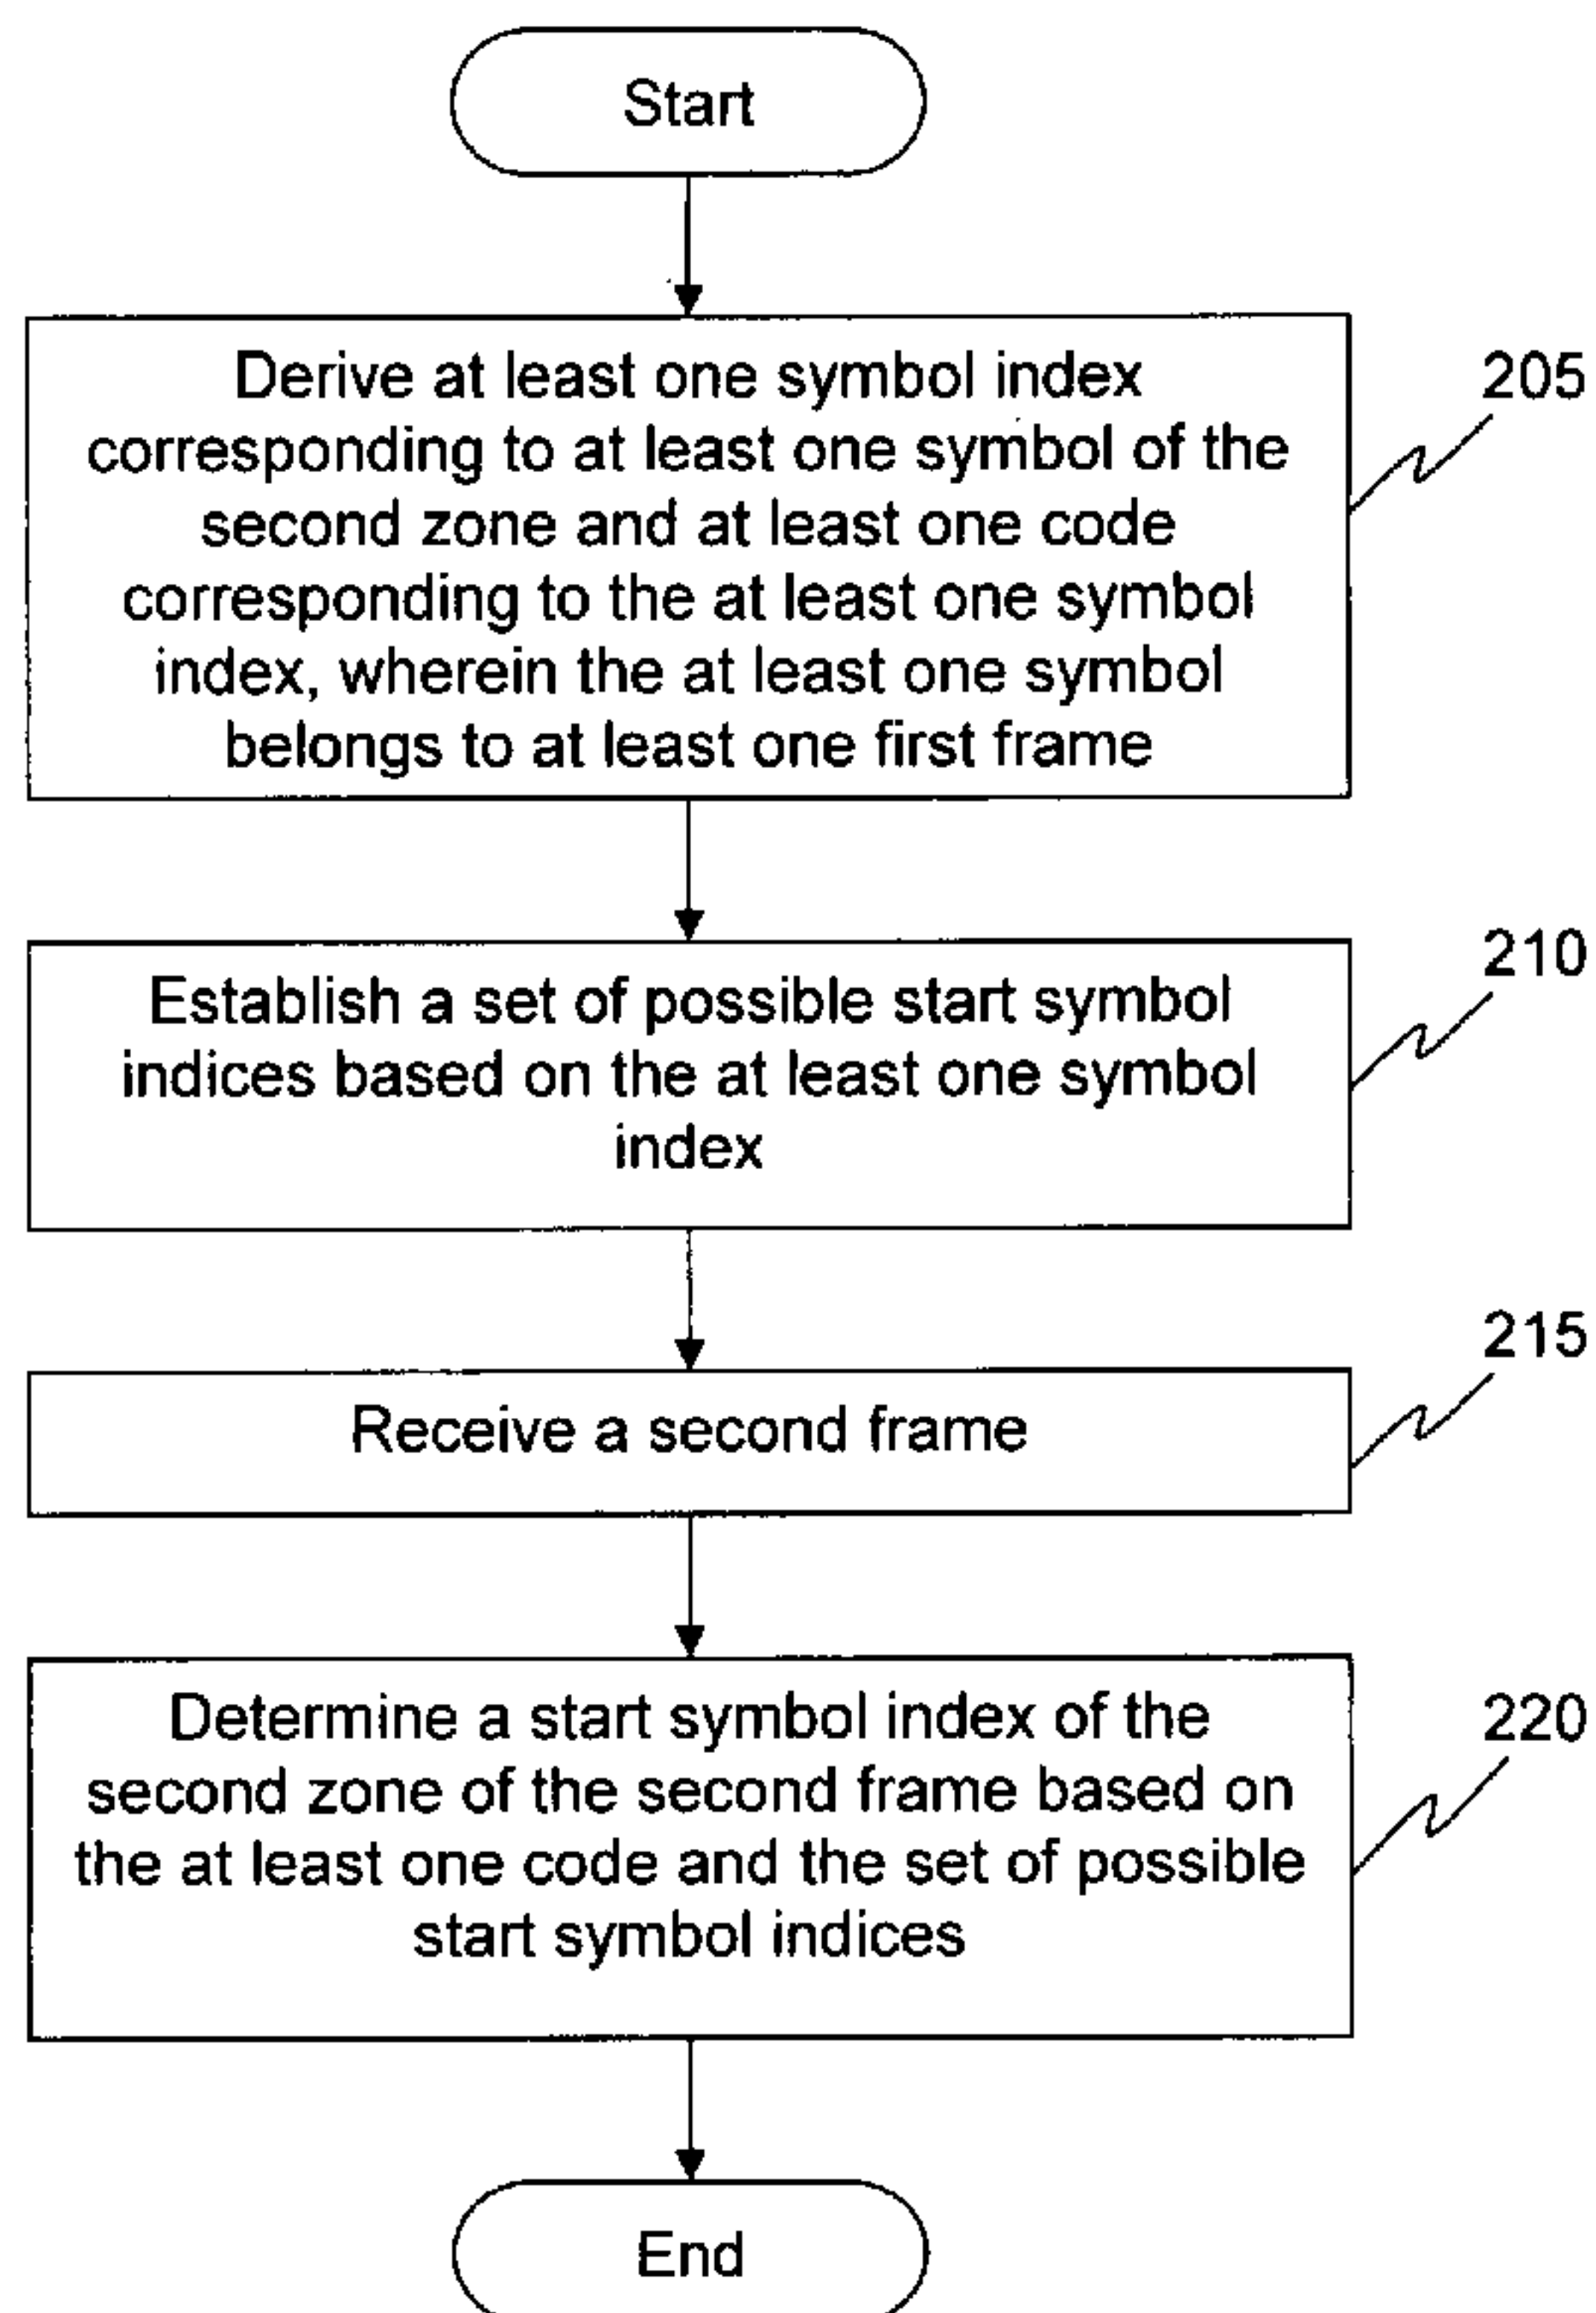 Start
Derive at least one symbol index
corresponding to at least one symbol of the
second zone and at least one code
corresponding to the at least one symbol
index, wherein the at least one symbol
belongs to at least one first frame
205
Establish a set of possible start symbol
indices based on the at least one symbol
index
210
Receive a second frame
215
Determine a start symbol index of the
second zone of the second frame based on
the at least one code and the set of possible
start symbol indices
220
End